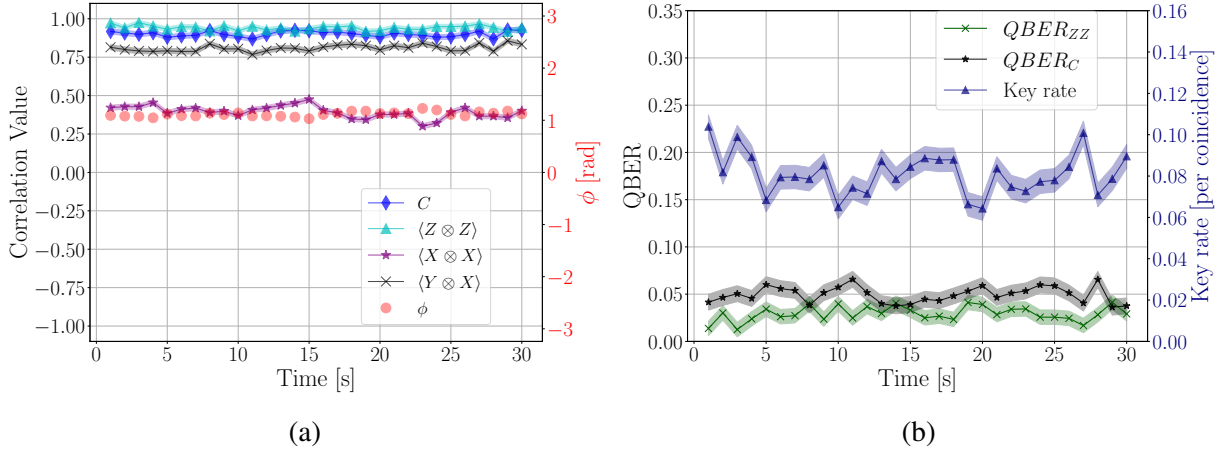 1.00
0.75
0.50
0.25
0.00
−0.25
−0.50
−0.75
−1.00
Correlation Value
0 5 10 15 20 25 30
Time [s]
3
2
1
0
−1
−2
−3
ϕ [rad]
C
⟨Z ⊗ Z⟩
⟨X ⊗ X⟩
⟨Y ⊗ X⟩
ϕ
(a)
0.35
0.30
0.25
0.20
0.15
0.10
0.05
0.00
QBER
0 5 10 15 20 25 30
Time [s]
0.16
0.14
0.12
0.10
0.08
0.06
0.04
0.02
0.00
Key rate [per coincidence]
QBER_ZZ
QBER_C
Key rate
(b)